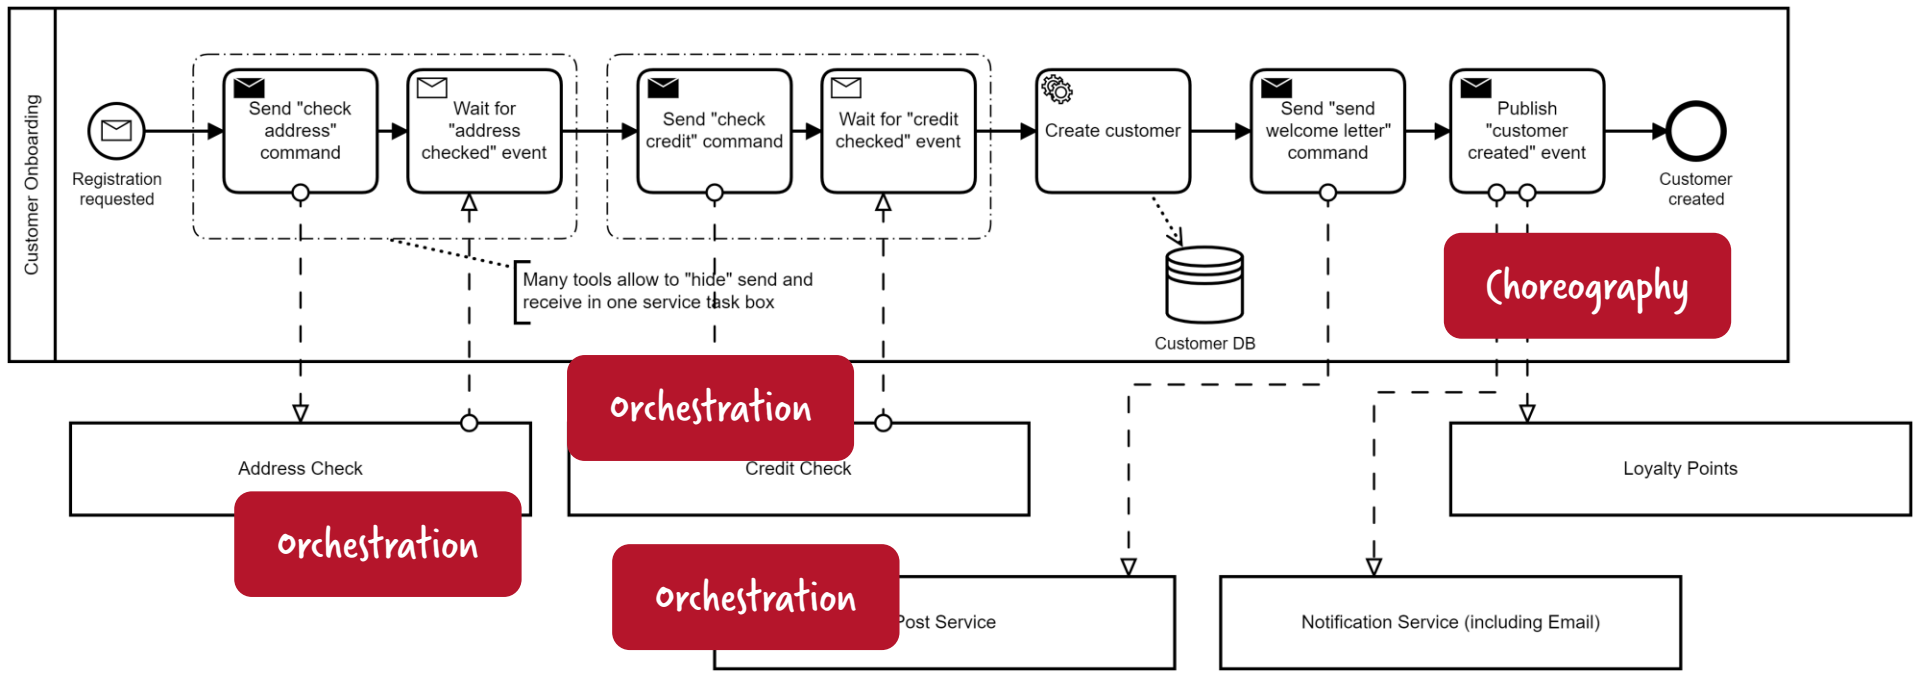 Customer Onboarding
Registration
requested
Send "check
address"
command
Wait for
"address
checked" event
Send "check
credit" command
Wait for "credit
checked" event
Create customer
Send "send
welcome letter"
command
Publish
"customer
created" event
Customer
created
Many tools allow to "hide" send and
receive in one service task box
Customer DB
Choreography
Orchestration
Address Check
Credit Check
Loyalty Points
Orchestration
Orchestration
Post Service
Notification Service (including Email)